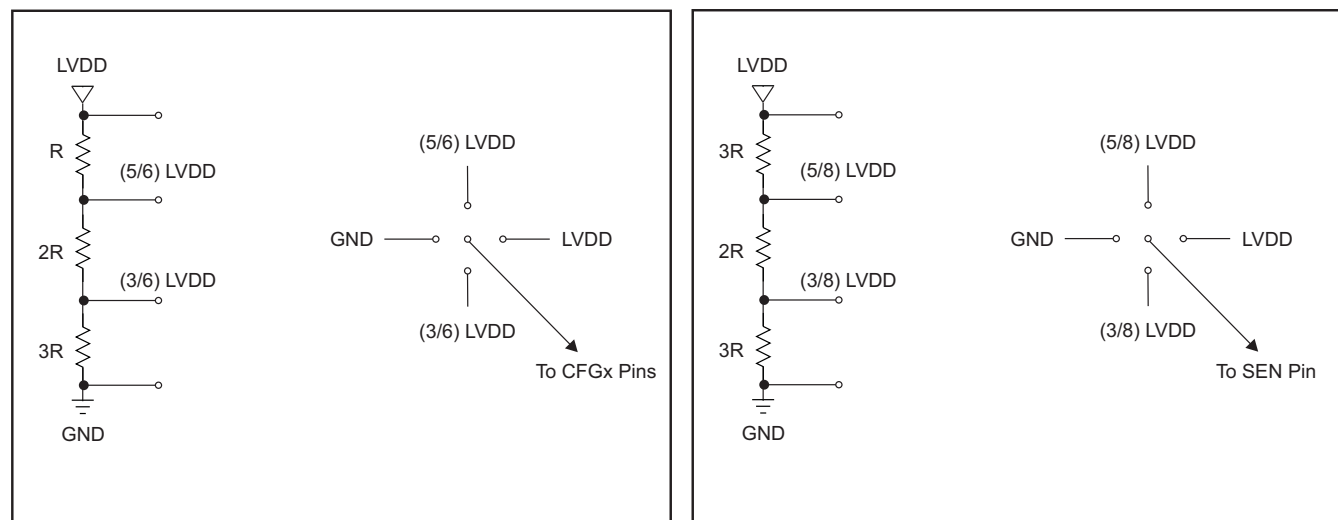 LVDD
R
(5/6) LVDD
2R
(3/6) LVDD
3R
GND
(5/6) LVDD
GND
LVDD
(3/6) LVDD
To CFGx Pins
LVDD
3R
(5/8) LVDD
2R
(3/8) LVDD
3R
GND
(5/8) LVDD
GND
LVDD
(3/8) LVDD
To SEN Pin